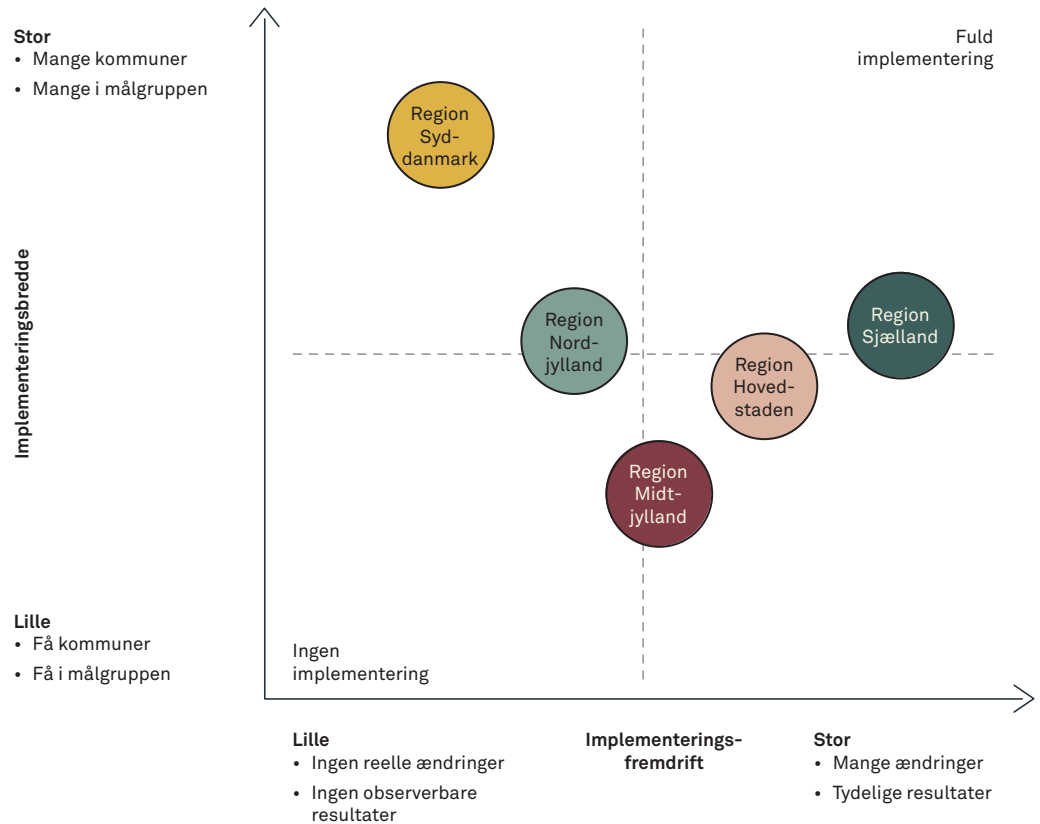 Stor
• Mange kommuner
• Mange i målgruppen
Fuld
implementering
Region
Syd-
danmark
Implementeringsbredde
Region
Nord-
jylland
Region
Sjælland
Region
Hoved-
staden
Region
Midt-
jylland
Lille
• Få kommuner
• Få i målgruppen
Ingen
implementering
Lille
• Ingen reelle ændringer
• Ingen observerbare
resultater
Implementerings-
fremdrift
Stor
• Mange ændringer
• Tydelige resultater